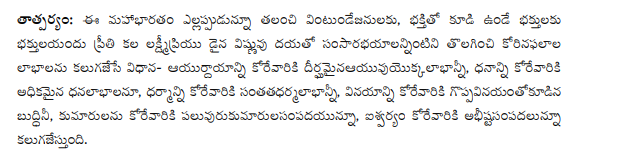 తాత్పర్యం: ఈ మహాభారతం ఎల్లప్పుడున్నూ తలంచి వింటుండేజనులకు, భక్తితో కూడి ఉండే భక్తులకు
భక్తులయందు ప్రీతి కల లక్ష్మీప్రియు డైన విష్ణువు దయతో సంసారభయాలన్నింటిని తొలగించి కోరినఫలాల
లాభాలను కలుగజేసే విధాన- ఆయుర్దాయాన్ని కోరేవారికి దీర్ఘమైనఆయువుయొక్కలాభాన్నీ, ధనాన్ని కోరేవారికి
అధికమైన ధనలాభాలనూ, ధర్మాన్ని కోరేవారికి సంతతధర్మలాభాన్నీ, వినయాన్ని కోరేవారికి గొప్పవినయంతోకూడిన
బుద్ధినీ, కుమారులను కోరేవారికి పలువురుకుమారులసంపదయున్నూ, ఐశ్వర్యం కోరేవారికి అభీష్టసంపదలున్నూ
కలుగజేస్తుంది.